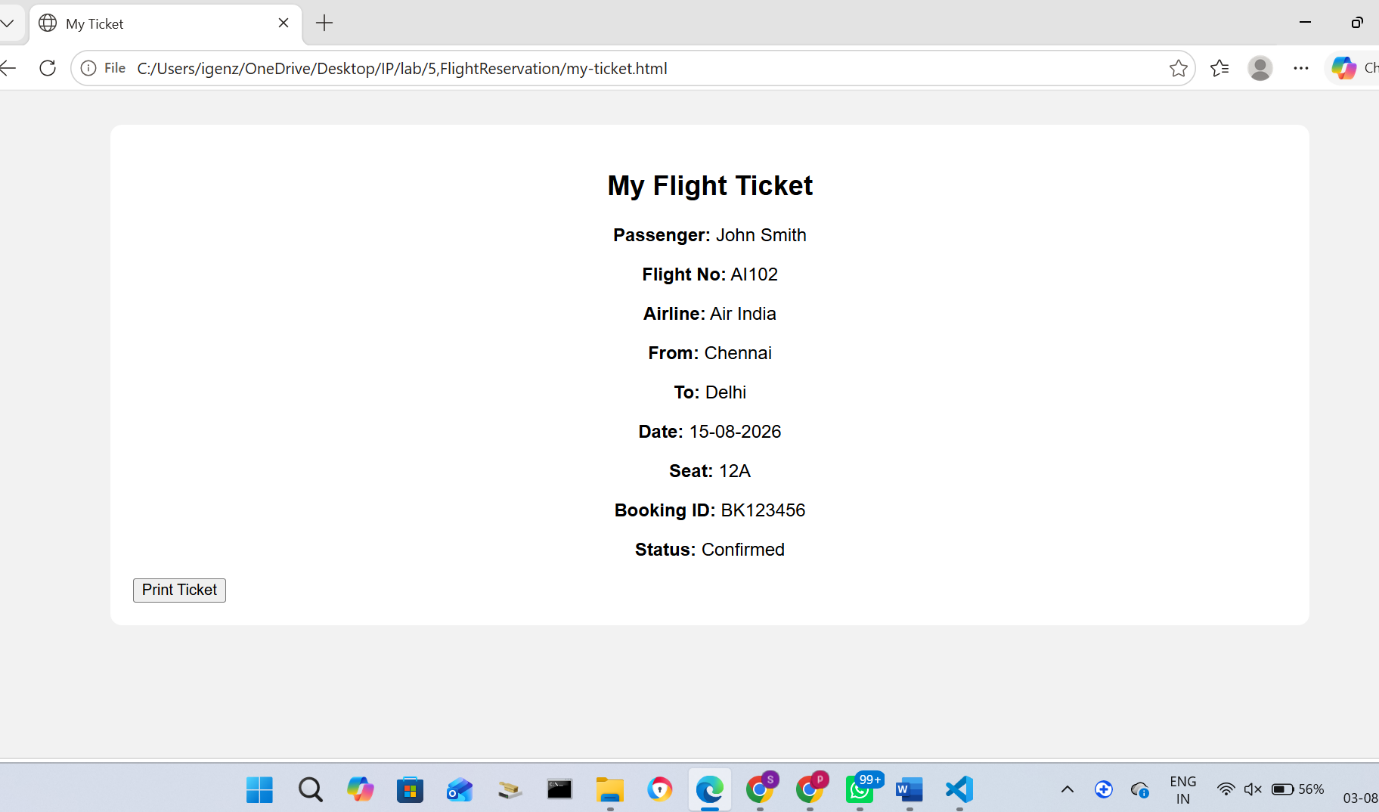 My Ticket
File C:/Users/igenz/OneDrive/Desktop/IP/lab/5,FlightReservation/my-ticket.html
Ch
My Flight Ticket
Passenger: John Smith
Flight No: AI102
Airline: Air India
From: Chennai
To: Delhi
Date: 15-08-2026
Seat: 12A
Booking ID: BK123456
Status: Confirmed
Print Ticket
S
P
99+
W
ENG
IN
56%
03-08